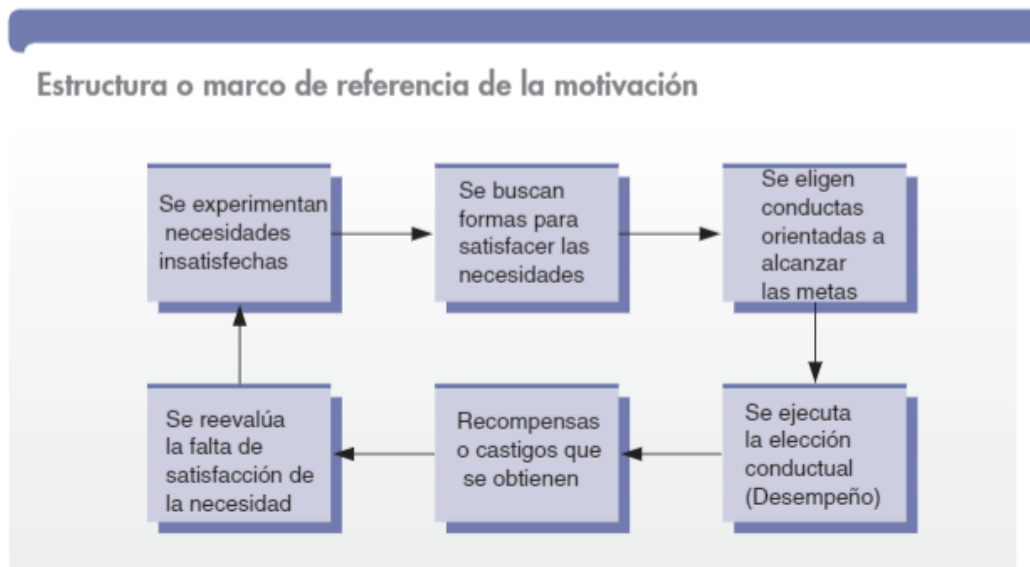 Estructura o marco de referencia de la motivación
Se experimentan
necesidades
insatisfechas
Se buscan
formas para
satisfacer las
necesidades
Se eligen
conductas
orientadas a
alcanzar
las metas
Se reevalúa
la falta de
satisfacción de
la necesidad
Recompensas
o castigos que
se obtienen
Se ejecuta
la elección
conductual
(Desempeño)